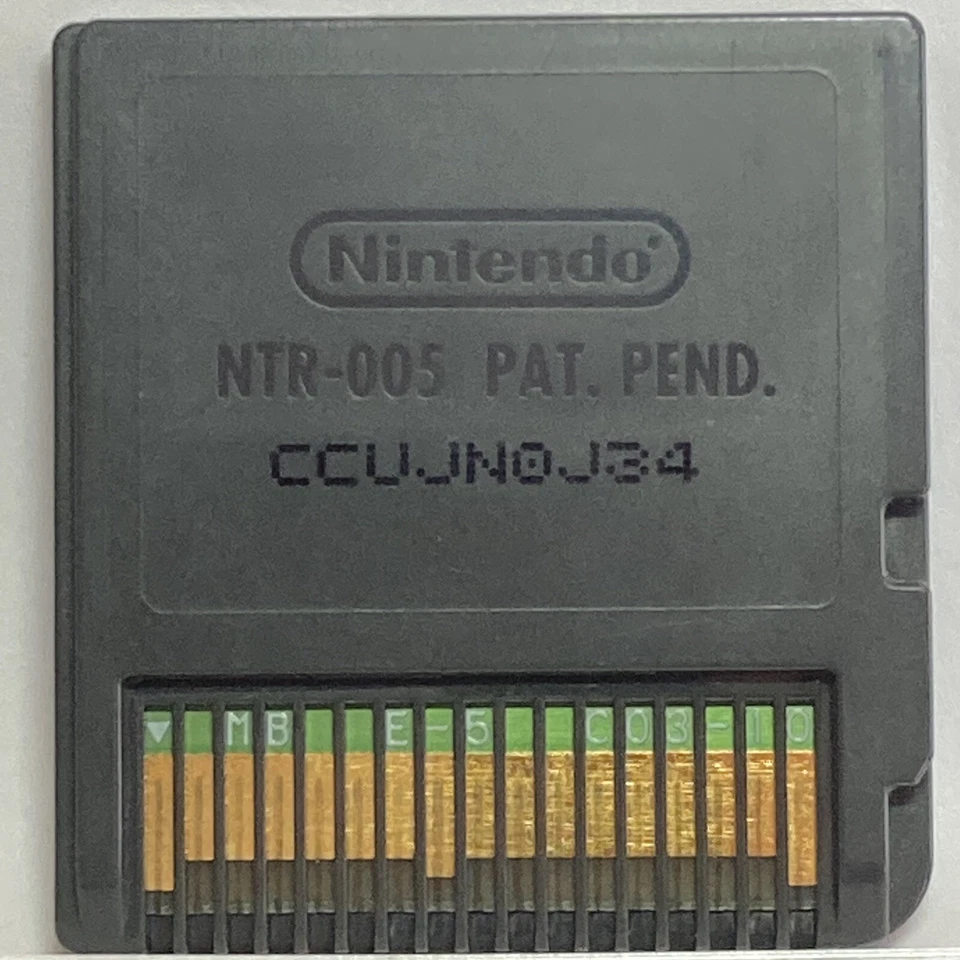 Nintendo
NTR-005 PAT. PEND.
CCUJN0J34
▼ MB E-5 C03-10